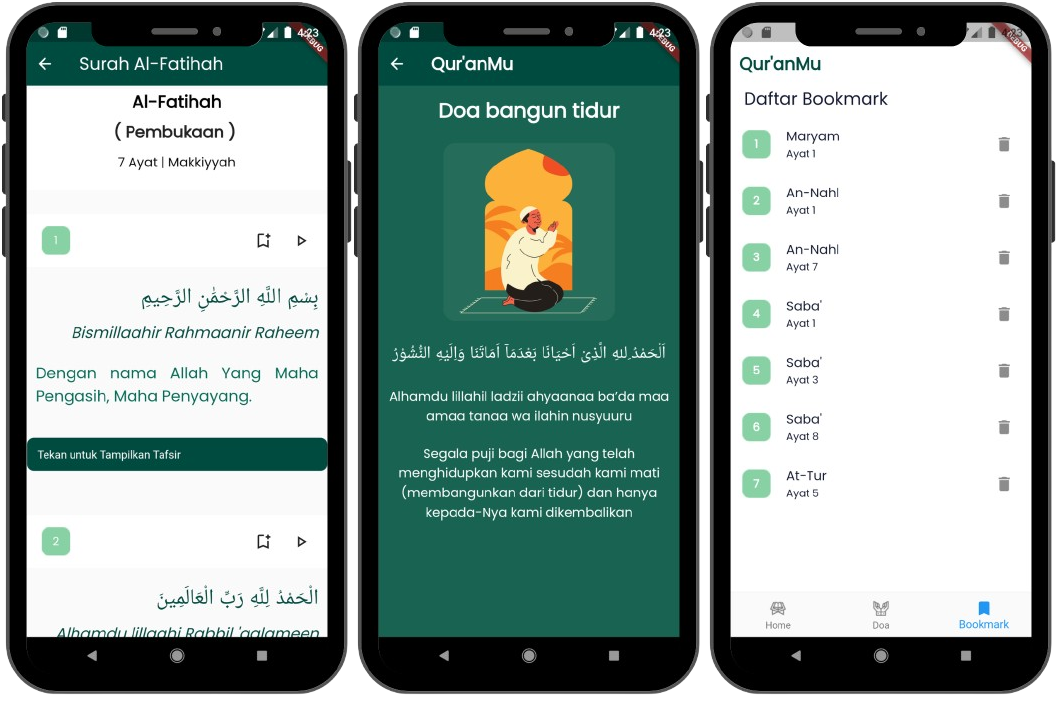 4:23
Surah Al-Fatihah
Al-Fatihah
( Pembukaan )
7 Ayat | Makkiyyah
1
بِسْمِ اللَّهِ الرَّحْمَٰنِ الرَّحِيمِ
Bismillaahir Rahmaanir Raheem
Dengan nama Allah Yang Maha
Pengasih, Maha Penyayang.
Tekan untuk Tampilkan Tafsir
2
الْحَمْدُ لِلَّهِ رَبِّ الْعَالَمِينَ
Alhamdu lillaahi Rabbil 'aalameen
4:23
Qur'anMu
Doa bangun tidur
اَلْحَمْدُ ِللهِ الَّذِىْ اَحْيَانَا بَعْدَمَآ اَمَاتَنَا وَاِلَيْهِ النُّشُوْرُ
Alhamdu lillahil ladzii ahyaanaa ba’da maa
amaa tanaa wa ilahin nusyuuru
Segala puji bagi Allah yang telah
menghidupkan kami sesudah kami mati
(membangunkan dari tidur) dan hanya
kepada-Nya kami dikembalikan
Qur'anMu
Daftar Bookmark
1
Maryam
Ayat 1
2
An-Nahl
Ayat 1
3
An-Nahl
Ayat 7
4
Saba'
Ayat 1
5
Saba'
Ayat 3
6
Saba'
Ayat 8
7
At-Tur
Ayat 5
Home
Doa
Bookmark